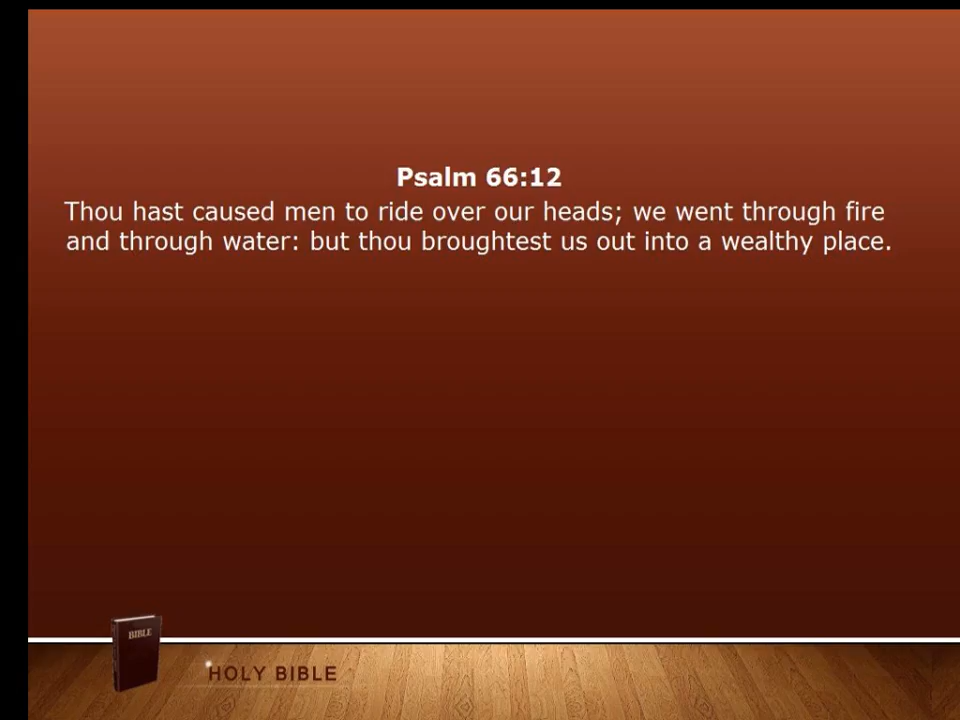 Psalm 66:12
Thou hast caused men to ride over our heads; we went through fire
and through water: but thou broughtest us out into a wealthy place.
BIBLE
HOLY BIBLE